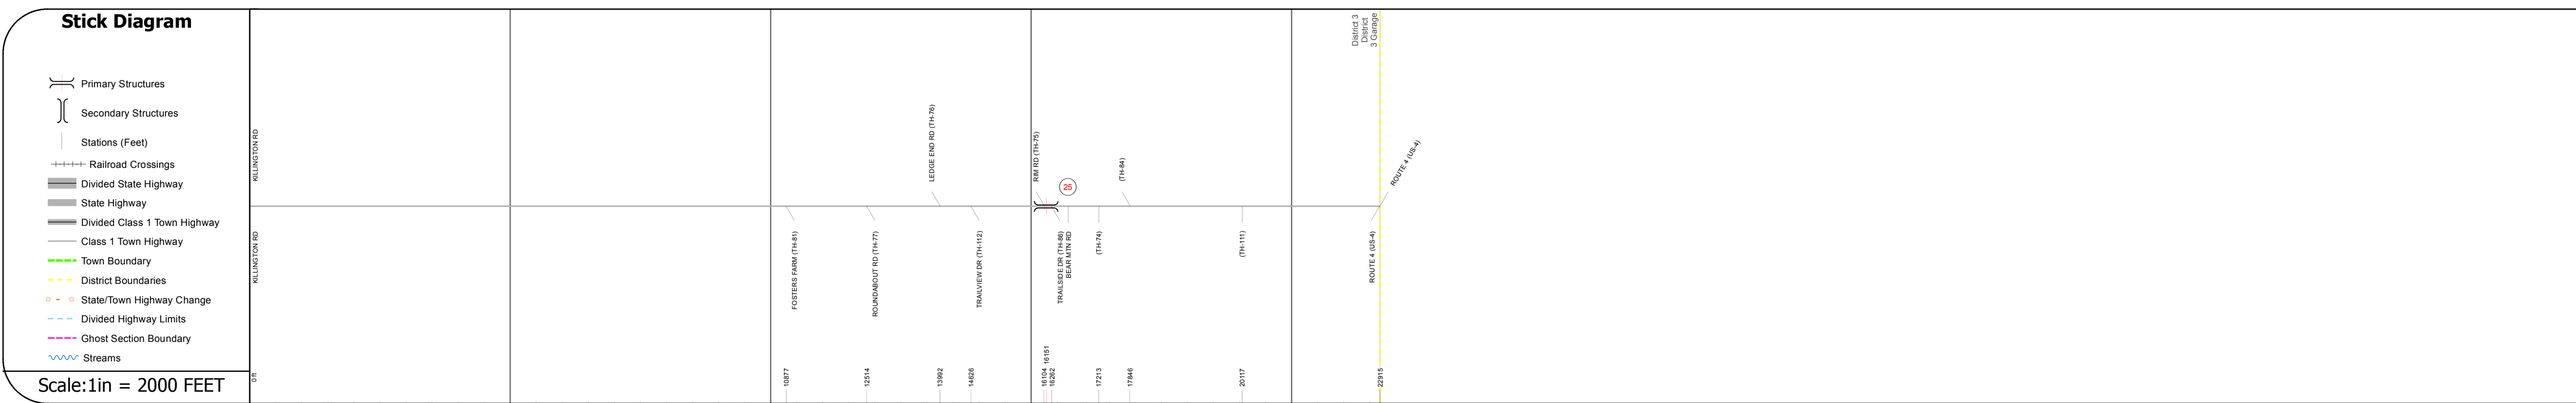 Stick Diagram
Primary Structures
Secondary Structures
Stations (Feet)
Railroad Crossings
Divided State Highway
State Highway
Divided Class 1 Town Highway
Class 1 Town Highway
Town Boundary
District Boundaries
State/Town Highway Change
Divided Highway Limits
Ghost Section Boundary
Streams
Scale:1in = 2000 FEET
KILLINGTON RD
KILLINGTON RD
0 ft
LEDGE END RD (TH-76)
RIM RD (TH-75)
25
(TH-84)
District 3
District
3 Garage
ROUTE 4 (US-4)
FOSTERS FARM (TH-81)
ROUNDABOUT RD (TH-77)
TRAILVIEW DR (TH-112)
TRAILSIDE DR (TH-86)
BEAR MTN RD
(TH-74)
(TH-111)
ROUTE 4 (US-4)
10877
12514
13992
14626
16104
16151
16262
17213
17846
20117
22915